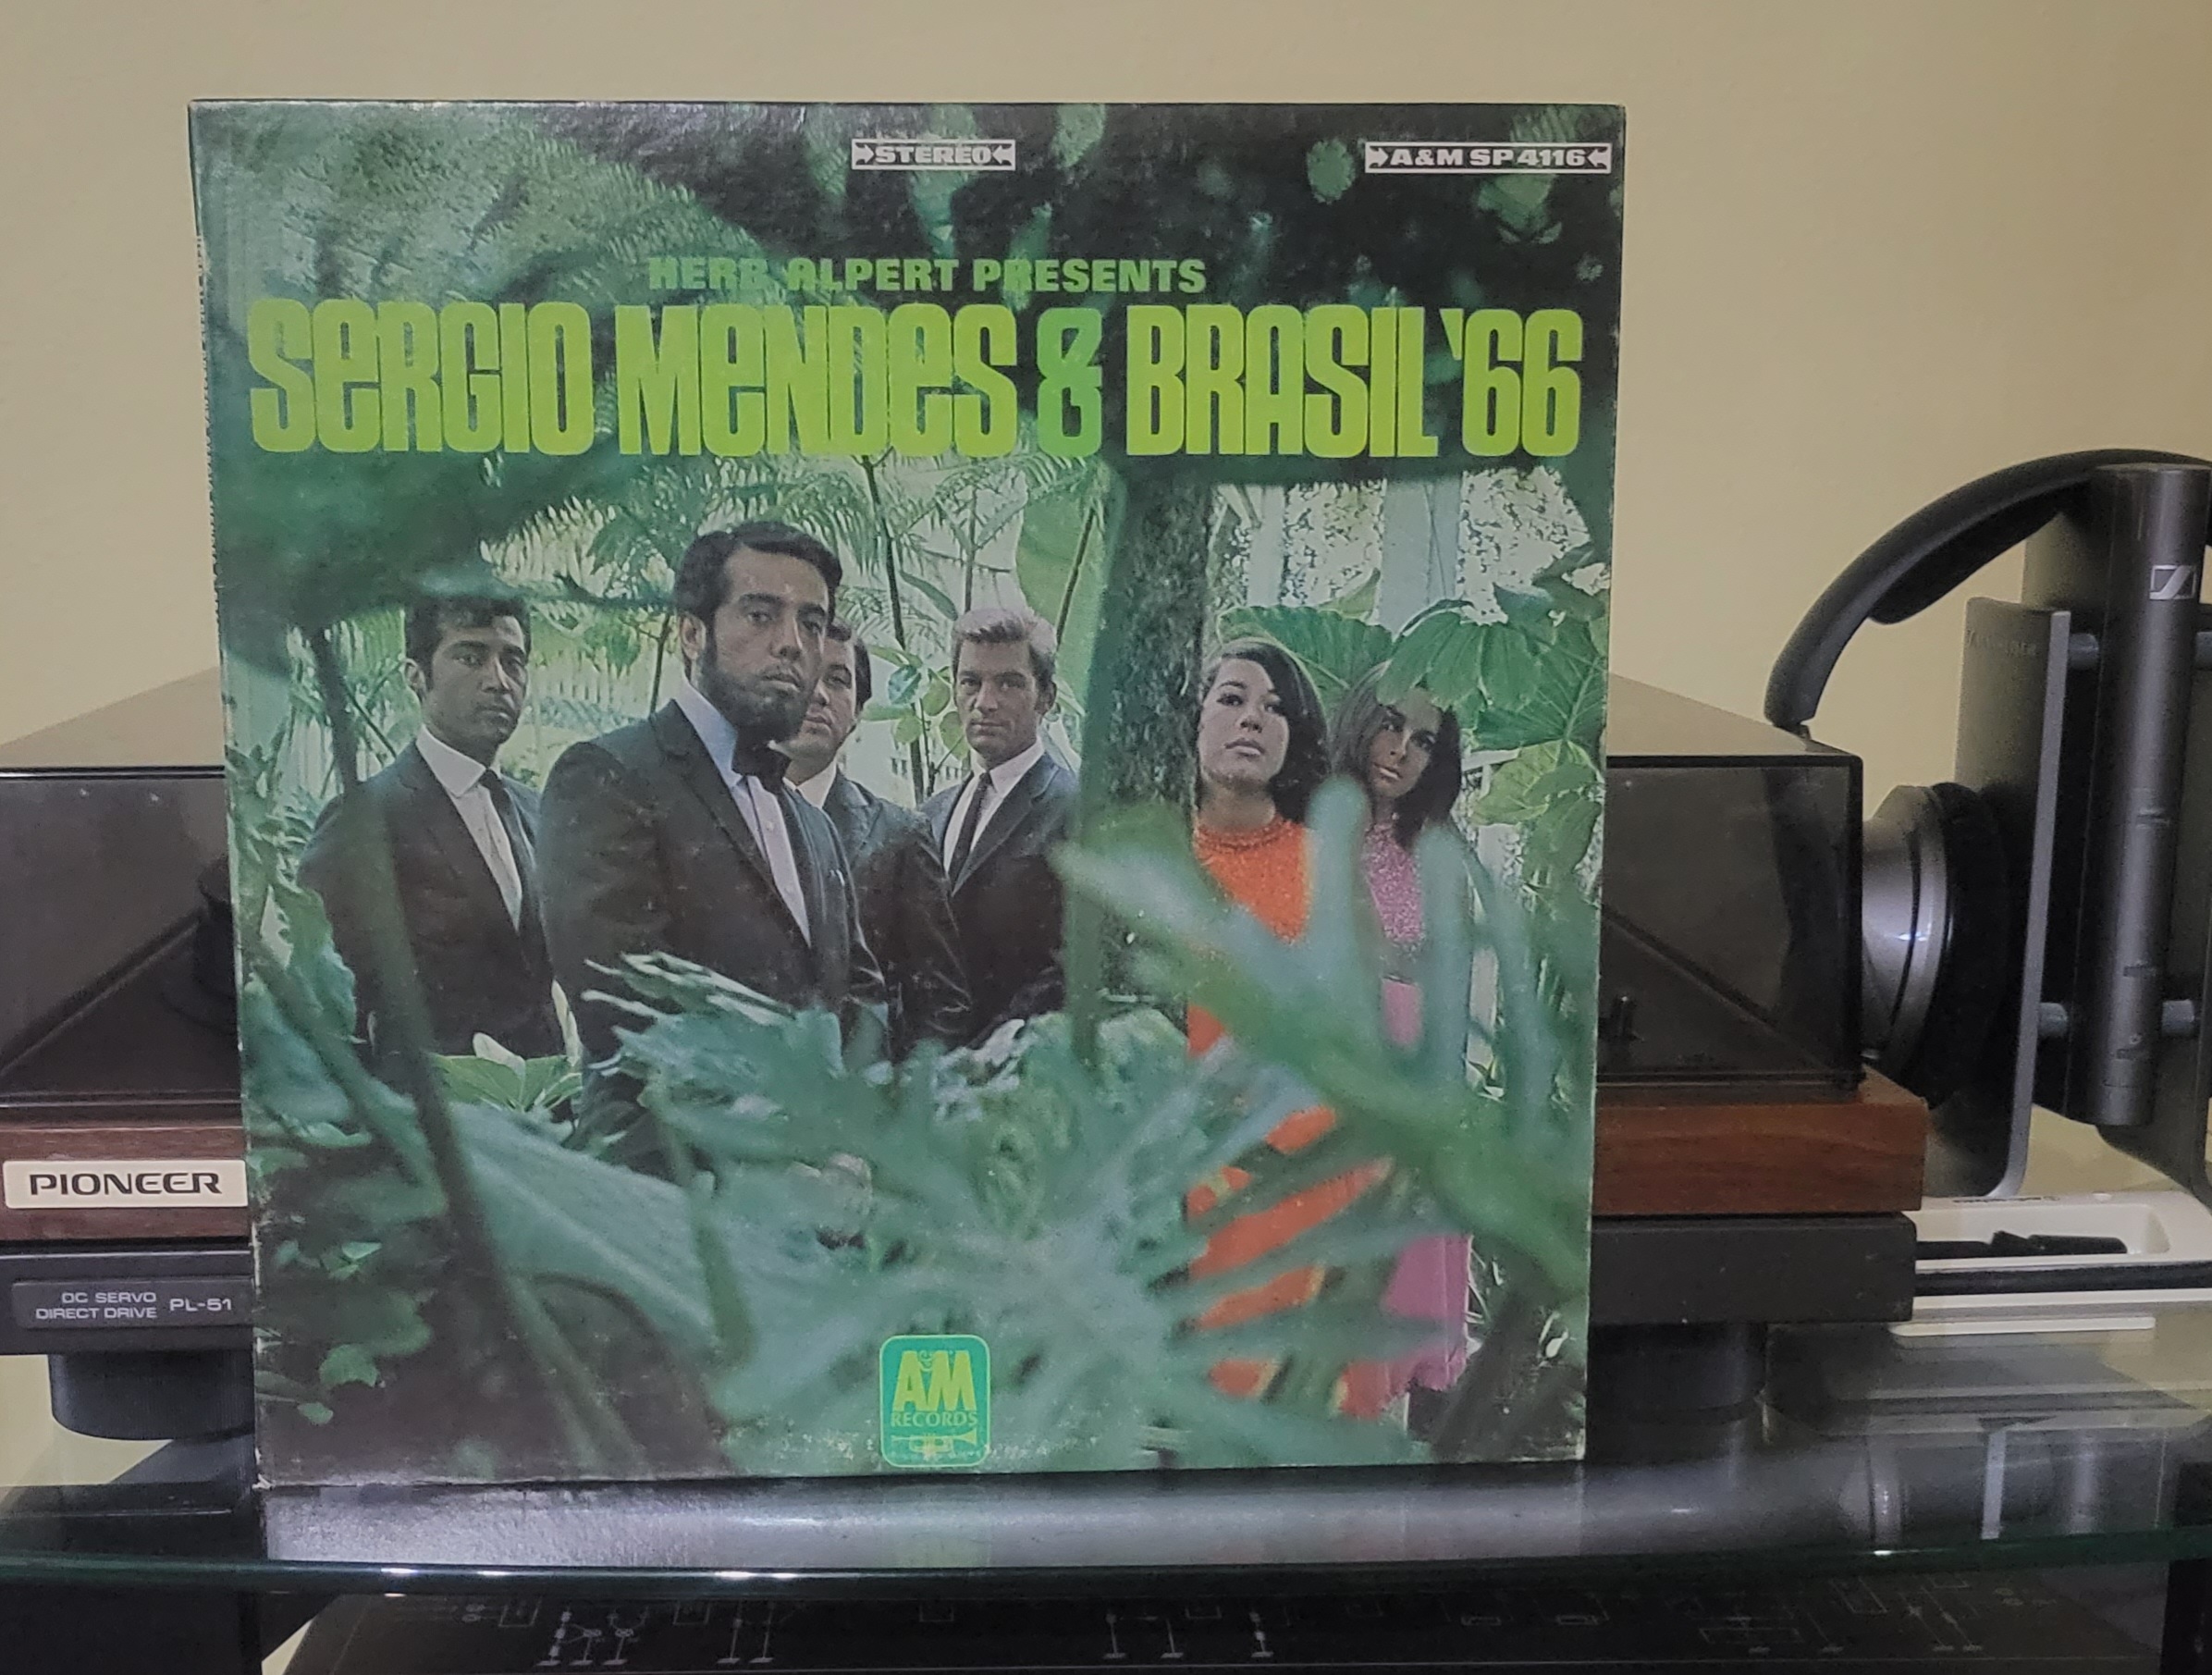 STEREO
A&M SP 4116
HERB ALPERT PRESENTS
SERGIO MENDES & BRASIL '66
A&M
RECORDS
PIONEER
DC SERVO
DIRECT DRIVE PL-51